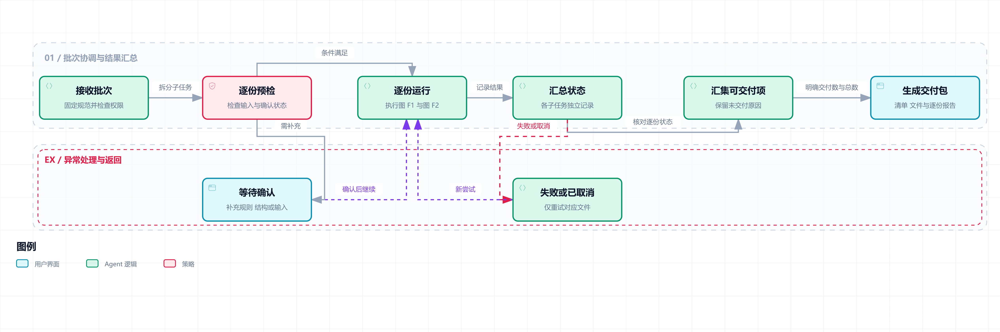 条件满足
01 / 批次协调与结果汇总
接收批次
固定规范并检查权限
拆分子任务
逐份预检
检查输入与确认状态
逐份运行
执行图 F1 与图 F2
记录结果
汇总状态
各子任务独立记录
汇集可交付项
保留未交付原因
明确交付数与总数
生成交付包
清单 文件与逐份报告
需补充
失败或取消
核对逐份状态
EX / 异常处理与返回
等待确认
补充规则 结构或输入
确认后继续
新尝试
失败或已取消
仅重试对应文件
图例
用户界面
Agent 逻辑
策略